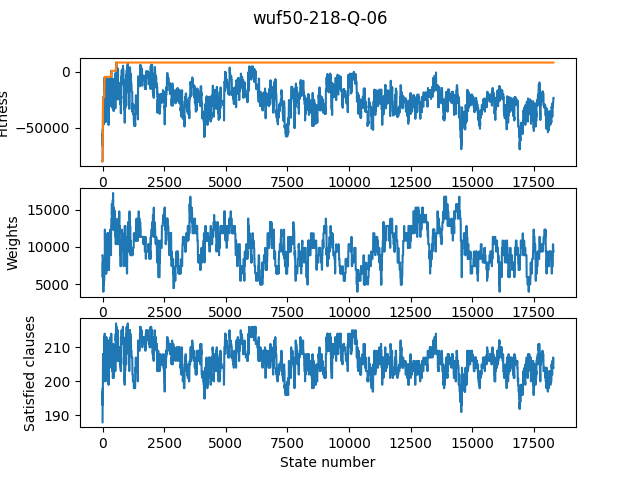 wuf50-218-Q-06
Fitness
0
−50000
0 2500 5000 7500 10000 12500 15000 17500
Weights
15000
10000
5000
0 2500 5000 7500 10000 12500 15000 17500
Satisfied clauses
210
200
190
0 2500 5000 7500 10000 12500 15000 17500
State number